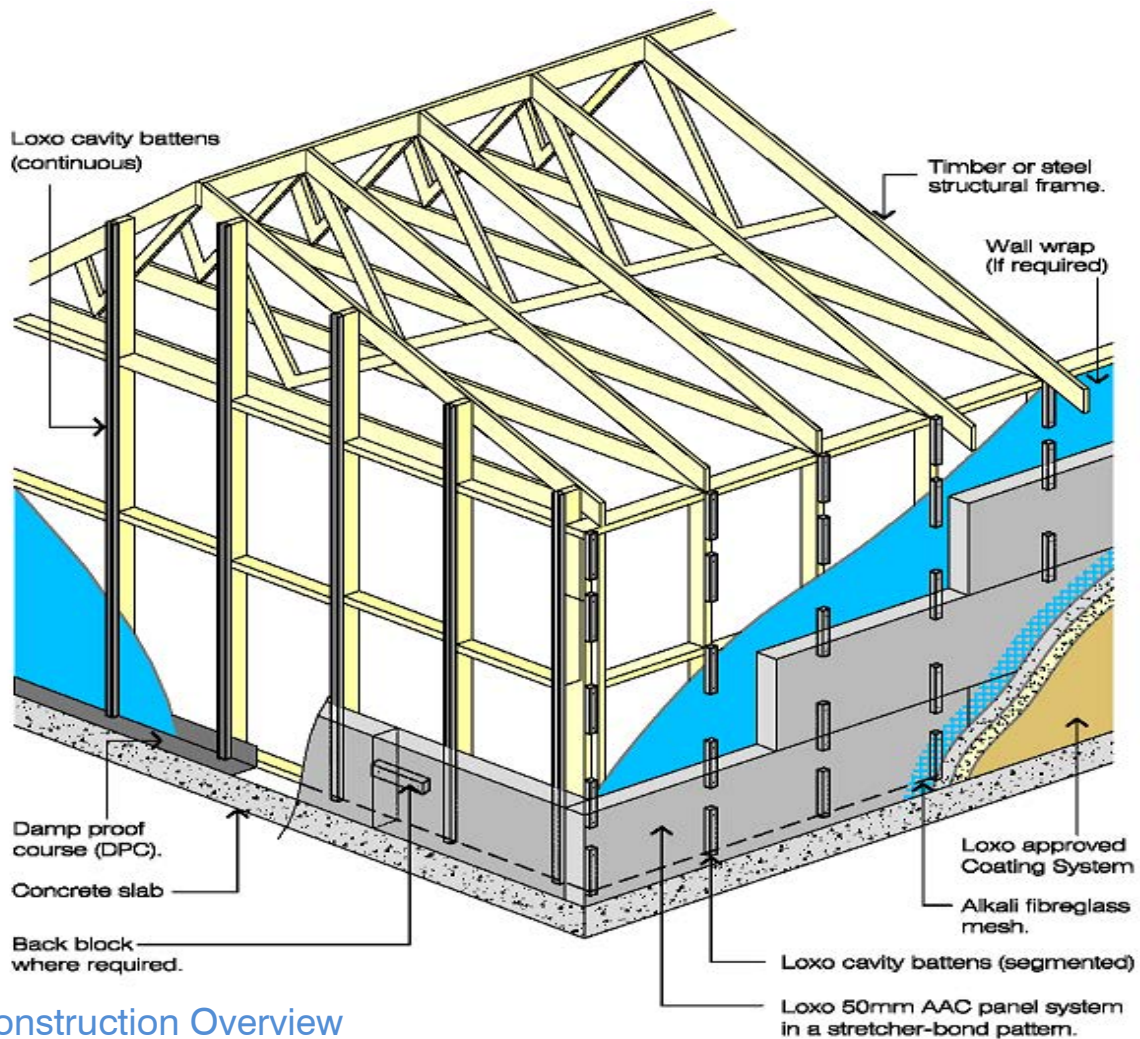 Loxo cavity battens
(continuous)
Timber or steel
structural frame.
Wall wrap
(If required)
Damp proof
course (DPC).
Concrete slab
Back block
where required.
Loxo approved
Coating System
Alkali fibreglass
mesh.
Loxo cavity battens (segmented)
Loxo 50mm AAC panel system
in a stretcher-bond pattern.
onstruction Overview